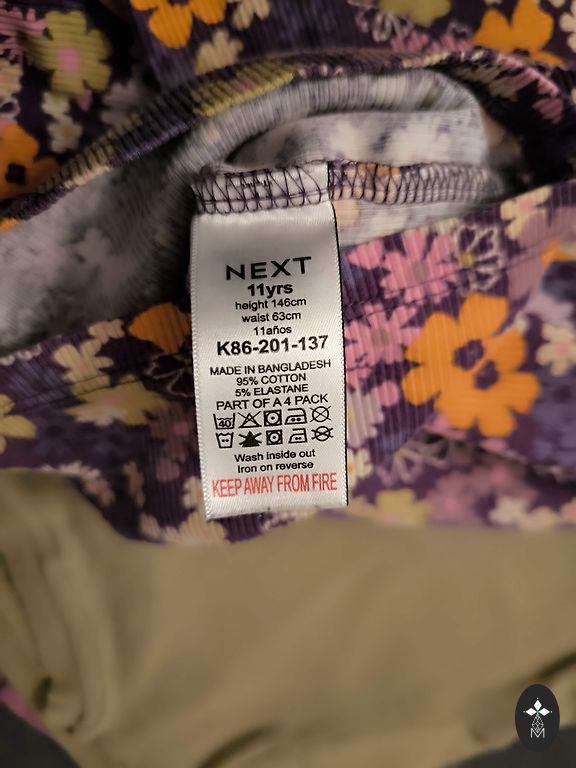 NEXT
11yrs
height 146cm
waist 63cm
11años
K86-201-137
MADE IN BANGLADESH
95% COTTON
5% ELASTANE
PART OF A 4 PACK
40
Wash inside out
Iron on reverse
KEEP AWAY FROM FIRE
M